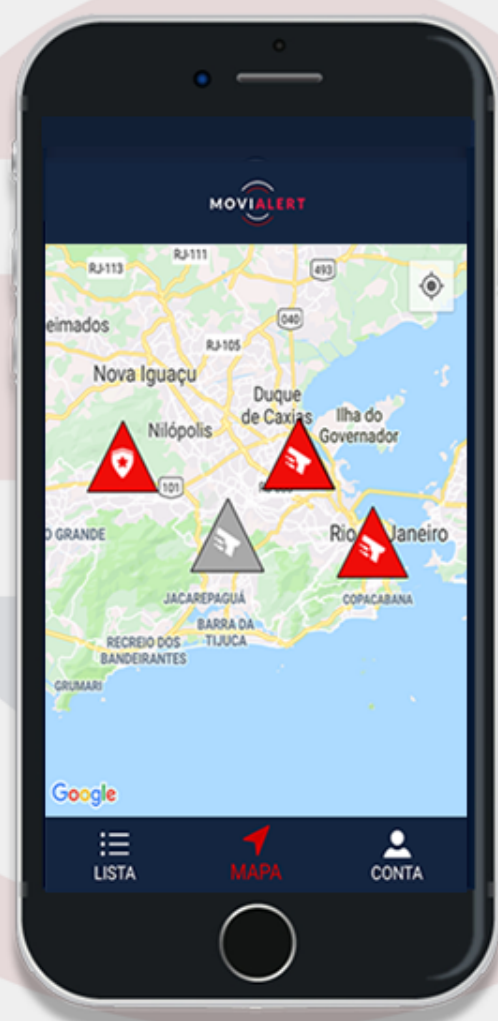 MOVIALERT
RJ-113
RJ-111
493
040
eimados
RJ-105
Nova Iguaçu
Duque
de Caxias
Ilha do
Governador
Nilópolis
101
O GRANDE
Rio
Janeiro
JACAREPAGUÁ
COPACABANA
BARRA DA
TIJUCA
RECREIO DOS
BANDEIRANTES
GRUMARI
Google
LISTA
MAPA
CONTA